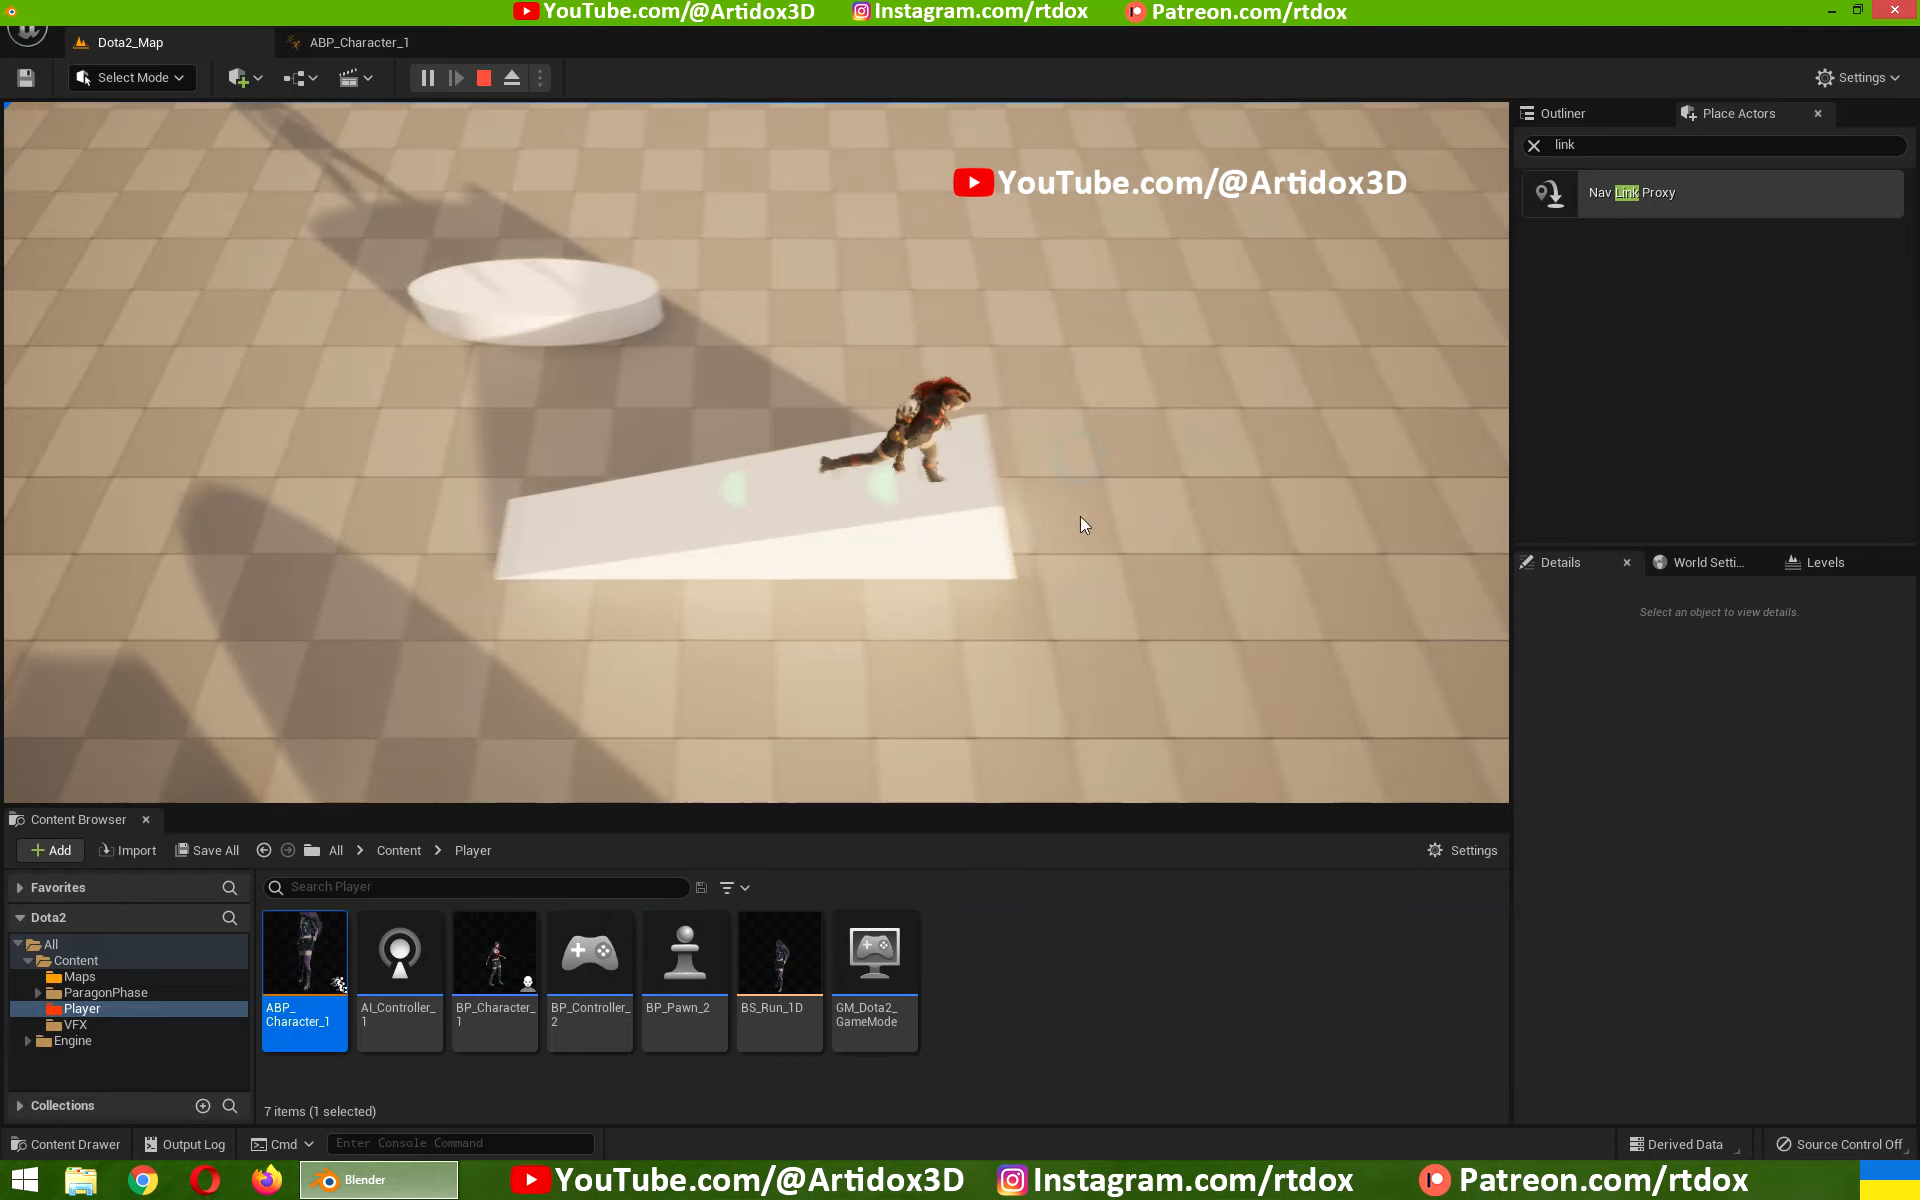 YouTube.com/@Artidox3D Instagram.com/rtdox Patreon.com/rtdox
Dota2_Map ABP_Character_1
Select Mode Settings
Outliner Place Actors
link
Nav Link Proxy
YouTube.com/@Artidox3D
Details World Setti... Levels
Select an object to view details.
Content Browser
Add Import Save All All Content Player Settings
Favorites
Search Player
Dota2
All
Content
Maps
ParagonPhase
Player
VFX
Engine
ABP_
Character_1
AI_Controller_
1
BP_Character_
1
BP_Controller_
2
BP_Pawn_2
BS_Run_1D
GM_Dota2_
GameMode
Collections
7 items (1 selected)
Content Drawer Output Log Cmd Enter Console Command Derived Data Source Control Off
Blender YouTube.com/@Artidox3D Instagram.com/rtdox Patreon.com/rtdox